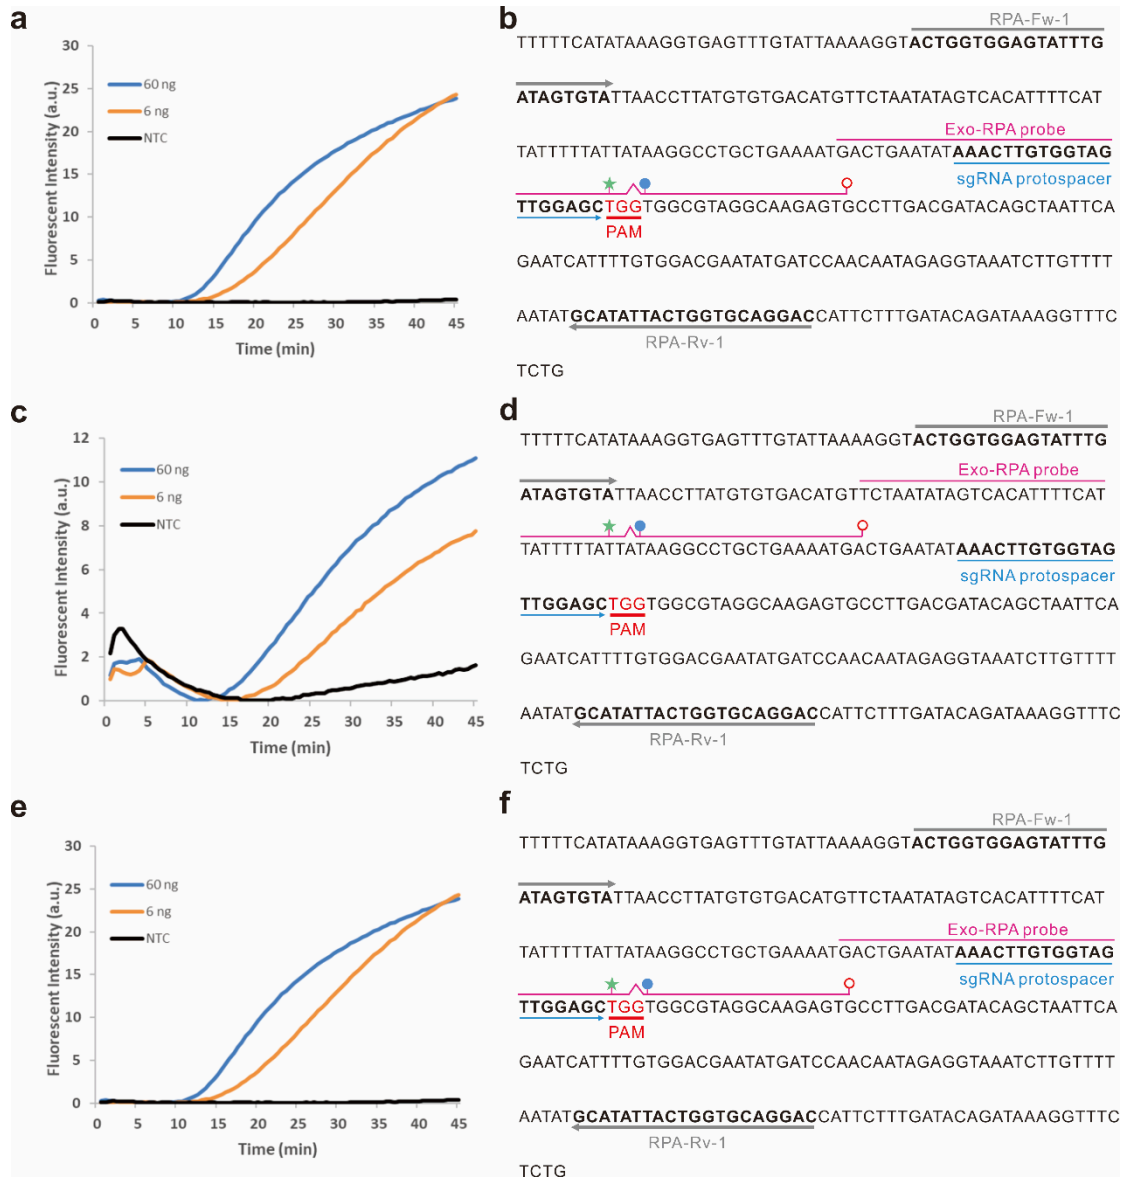 a
30
25
20
15
10
5
0
Fluorescent Intensity (a.u.)
60 ng
6 ng
NTC
0 5 10 15 20 25 30 35 40 45
Time (min)
b
RPA-Fw-1
TTTTTCATATAAAGGTGAGTTTGTATTAAAAGGTACTGGTGGAGTATTTG
ATAGTGTATTAACCTTATGTGTGACATGTTCTAATATAGTCACATTTTCAT
Exo-RPA probe
TATTTTTATTATAAGGCCTGCTGAAAATGACTGAATATAAACTTGTGGTAG
sgRNA protospacer
TTGGAGCTGGTGGCGTAGGCAAGAGTGCCTTGACGATACAGCTAATTCA
PAM
GAATCATTTTGTGGACGAATATGATCCAACAATAGAGGTAAATCTTGTTTT
AATATGCATATTACTGGTGCAGGACCATTCTTTGATACAGATAAAGGTTTC
RPA-Rv-1
TCTG
c
12
10
8
6
4
2
0
Fluorescent Intensity (a.u.)
60 ng
6 ng
NTC
0 5 10 15 20 25 30 35 40 45
Time (min)
d
RPA-Fw-1
TTTTTCATATAAAGGTGAGTTTGTATTAAAAGGTACTGGTGGAGTATTTG
Exo-RPA probe
ATAGTGTATTAACCTTATGTGTGACATGTTCTAATATAGTCACATTTTCAT
TATTTTTATTATAAGGCCTGCTGAAAATGACTGAATATAAACTTGTGGTAG
sgRNA protospacer
TTGGAGCTGGTGGCGTAGGCAAGAGTGCCTTGACGATACAGCTAATTCA
PAM
GAATCATTTTGTGGACGAATATGATCCAACAATAGAGGTAAATCTTGTTTT
AATATGCATATTACTGGTGCAGGACCATTCTTTGATACAGATAAAGGTTTC
RPA-Rv-1
TCTG
e
30
25
20
15
10
5
0
Fluorescent Intensity (a.u.)
60 ng
6 ng
NTC
0 5 10 15 20 25 30 35 40 45
Time (min)
f
RPA-Fw-1
TTTTTCATATAAAGGTGAGTTTGTATTAAAAGGTACTGGTGGAGTATTTG
ATAGTGTATTAACCTTATGTGTGACATGTTCTAATATAGTCACATTTTCAT
Exo-RPA probe
TATTTTTATTATAAGGCCTGCTGAAAATGACTGAATATAAACTTGTGGTAG
sgRNA protospacer
TTGGAGCTGGTGGCGTAGGCAAGAGTGCCTTGACGATACAGCTAATTCA
PAM
GAATCATTTTGTGGACGAATATGATCCAACAATAGAGGTAAATCTTGTTTT
AATATGCATATTACTGGTGCAGGACCATTCTTTGATACAGATAAAGGTTTC
RPA-Rv-1
TCTG